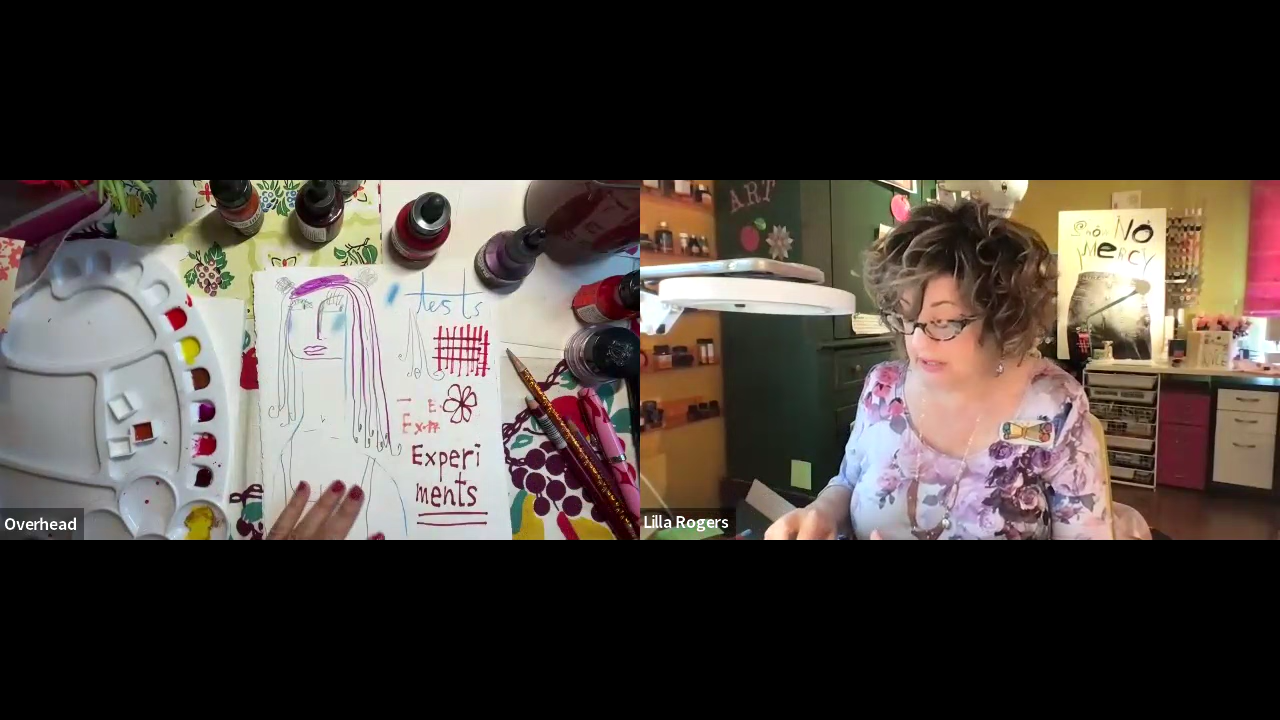 tests
E
Ex
Experi
ments
Overhead
ART
NO
MERCY
Lilla Rogers